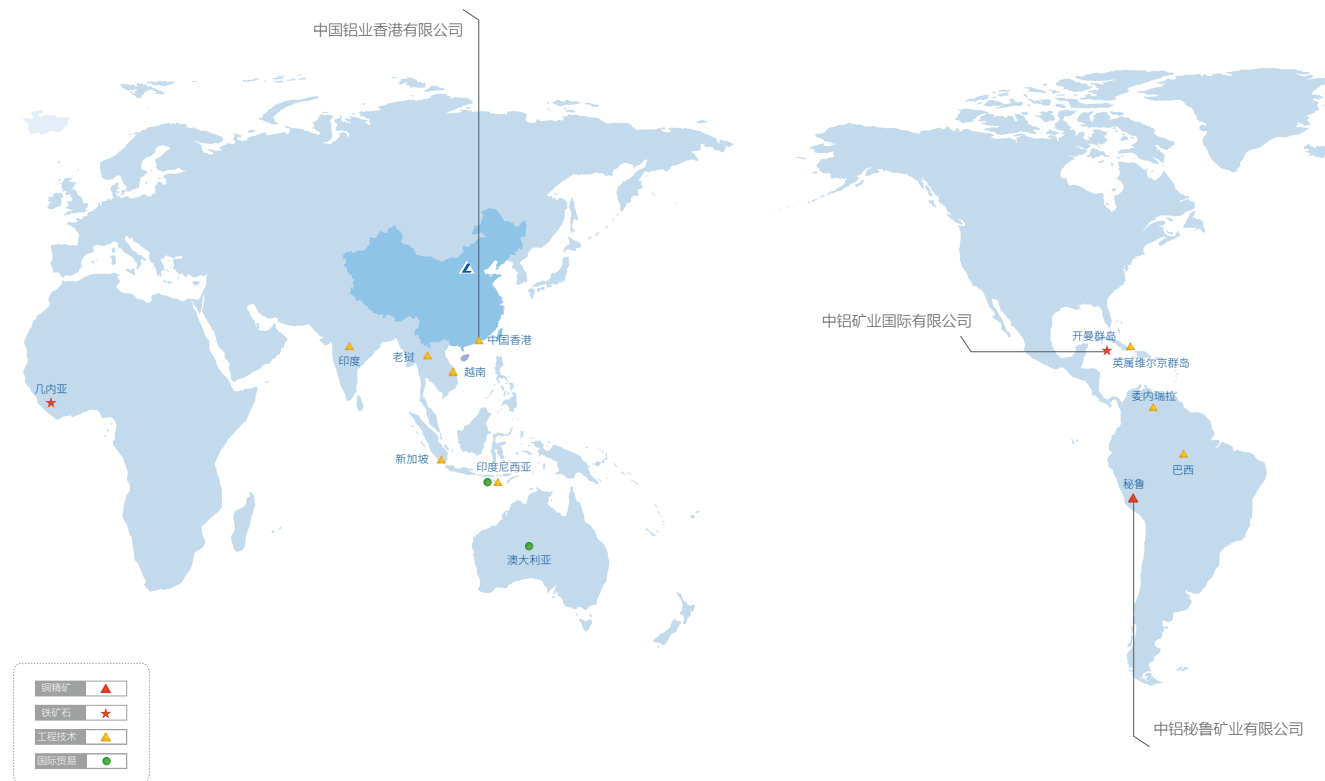 中国铝业香港有限公司
中铝矿业国际有限公司
开曼群岛
中国香港
印度
老挝
英属维尔京群岛
越南
几内亚
委内瑞拉
新加坡
印度尼西亚
巴西
秘鲁
澳大利亚
铜精矿
铁矿石
工程技术
国际贸易
中铝秘鲁矿业有限公司